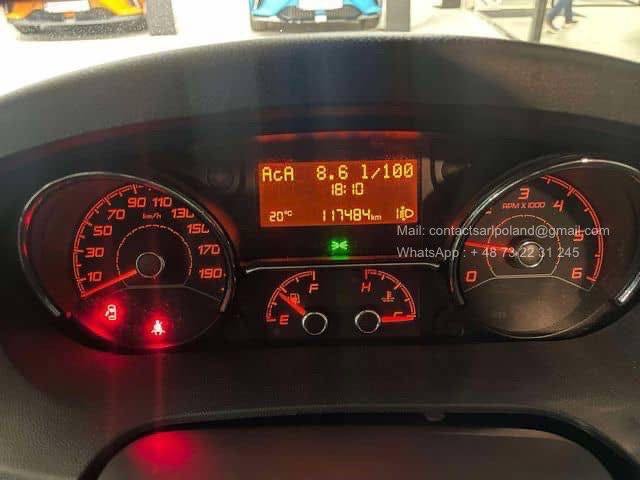 AcA 8.6 l/100
18:10
20°C 117484km
10 30 50 70 90 110 130 150 170 190
km/h
E F
H C
0 1 3 4 5 6
RPM X 1000
Mail: contactsarlpoland@gmail.com
WhatsApp : + 48 73 22 31 245